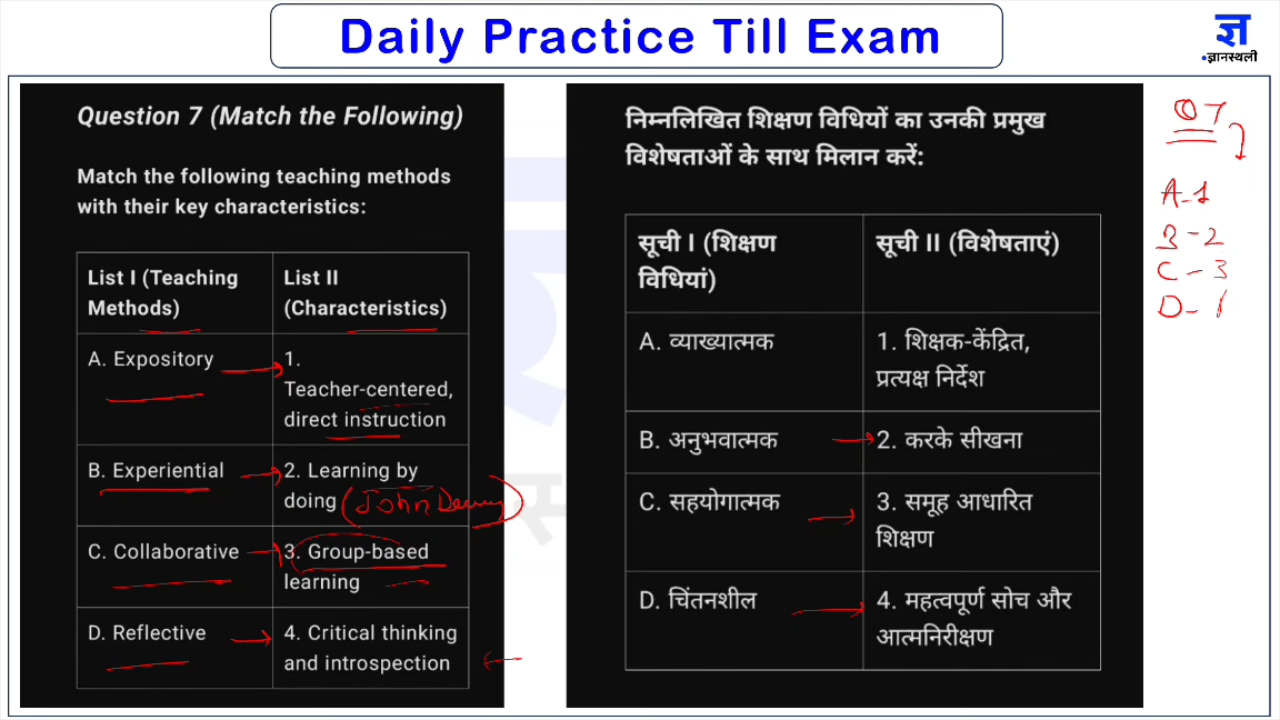 Daily Practice Till Exam
ज्ञ
ज्ञानस्थली
Question 7 (Match the Following)
Match the following teaching methods
with their key characteristics:
List I (Teaching
Methods)
List II
(Characteristics)
A. Expository
1.
Teacher-centered,
direct instruction
B. Experiential
2. Learning by
doing (John Dewey)
C. Collaborative
3. Group-based
learning
D. Reflective
4. Critical thinking
and introspection
निम्नलिखित शिक्षण विधियों का उनकी प्रमुख
विशेषताओं के साथ मिलान करें:
सूची I (शिक्षण
विधियां)
सूची II (विशेषताएं)
A. व्याख्यात्मक
1. शिक्षक-केंद्रित,
प्रत्यक्ष निर्देश
B. अनुभवात्मक
2. करके सीखना
C. सहयोगात्मक
3. समूह आधारित
शिक्षण
D. चिंतनशील
4. महत्वपूर्ण सोच और
आत्मनिरीक्षण
Q7
A-1
B-2
C-3
D-